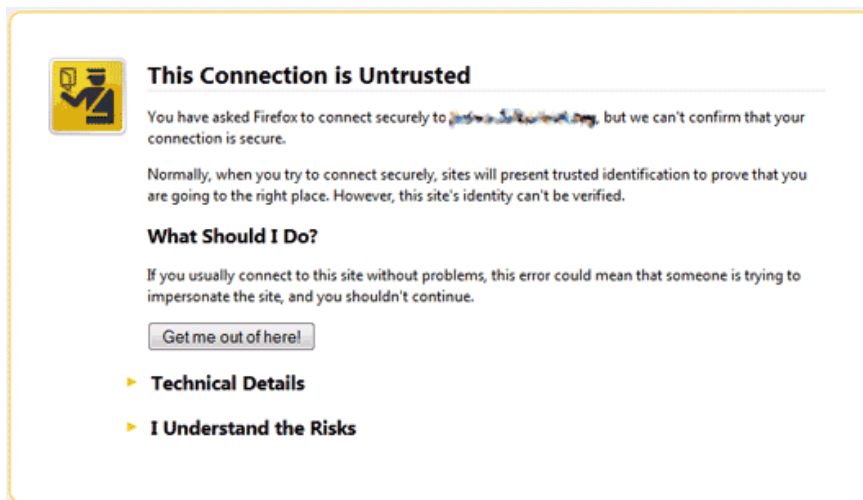 This Connection is Untrusted
You have asked Firefox to connect securely to , but we can't confirm that your
connection is secure.
Normally, when you try to connect securely, sites will present trusted identification to prove that you
are going to the right place. However, this site's identity can't be verified.
What Should I Do?
If you usually connect to this site without problems, this error could mean that someone is trying to
impersonate the site, and you shouldn't continue.
Get me out of here!
Technical Details
I Understand the Risks